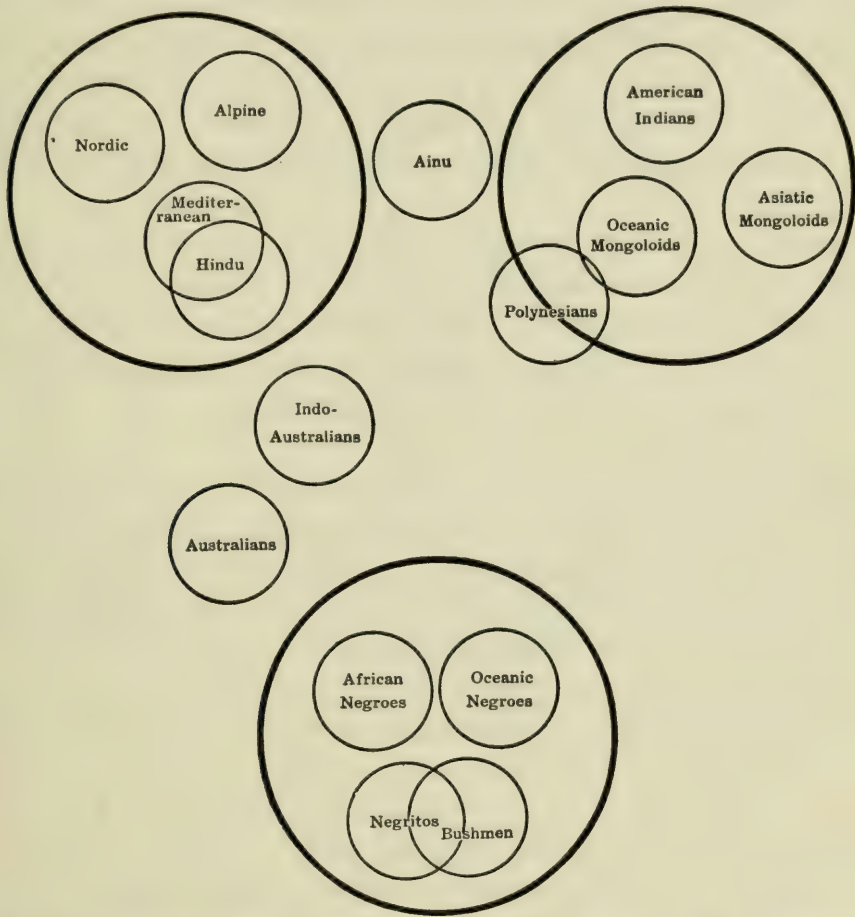 Nordic
Alpine
Mediter-
ranean
Hindu
Ainu
American
Indians
Asiatic
Mongoloids
Oceanic
Mongoloids
Polynesians
Indo-
Australians
Australians
African
Negroes
Oceanic
Negroes
Negritos
Bushmen